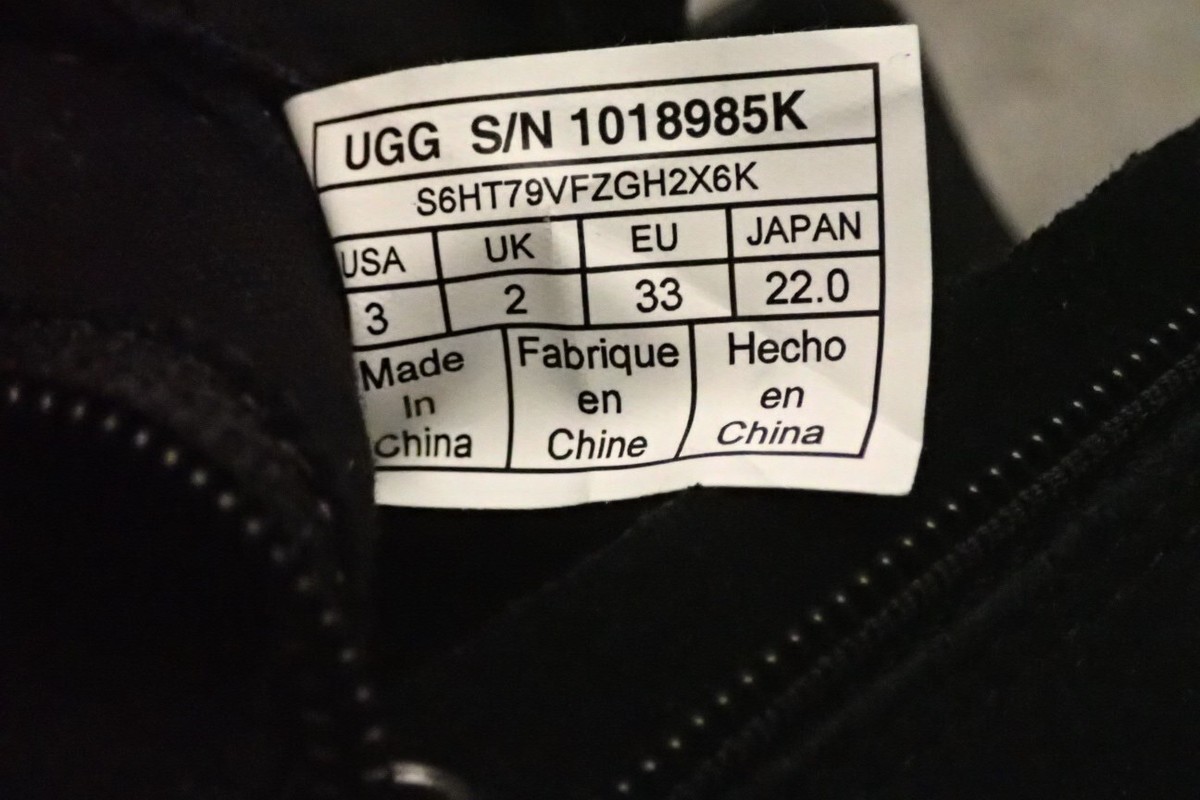 UGG S/N 1018985K
S6HT79VFZGH2X6K
USA UK EU JAPAN
3 2 33 22.0
Made In China
Fabrique en Chine
Hecho en China